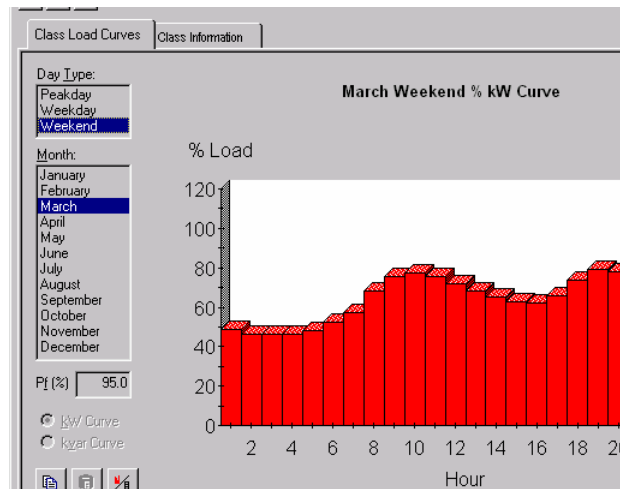 Class Load Curves
Class Information
Day Type:
Peakday
Weekday
Weekend
Month:
January
February
March
April
May
June
July
August
September
October
November
December
Pf (%) 95.0
kW Curve
kvar Curve
March Weekend % kW Curve
% Load
120
100
80
60
40
20
0
2 4 6 8 10 12 14 16 18
Hour